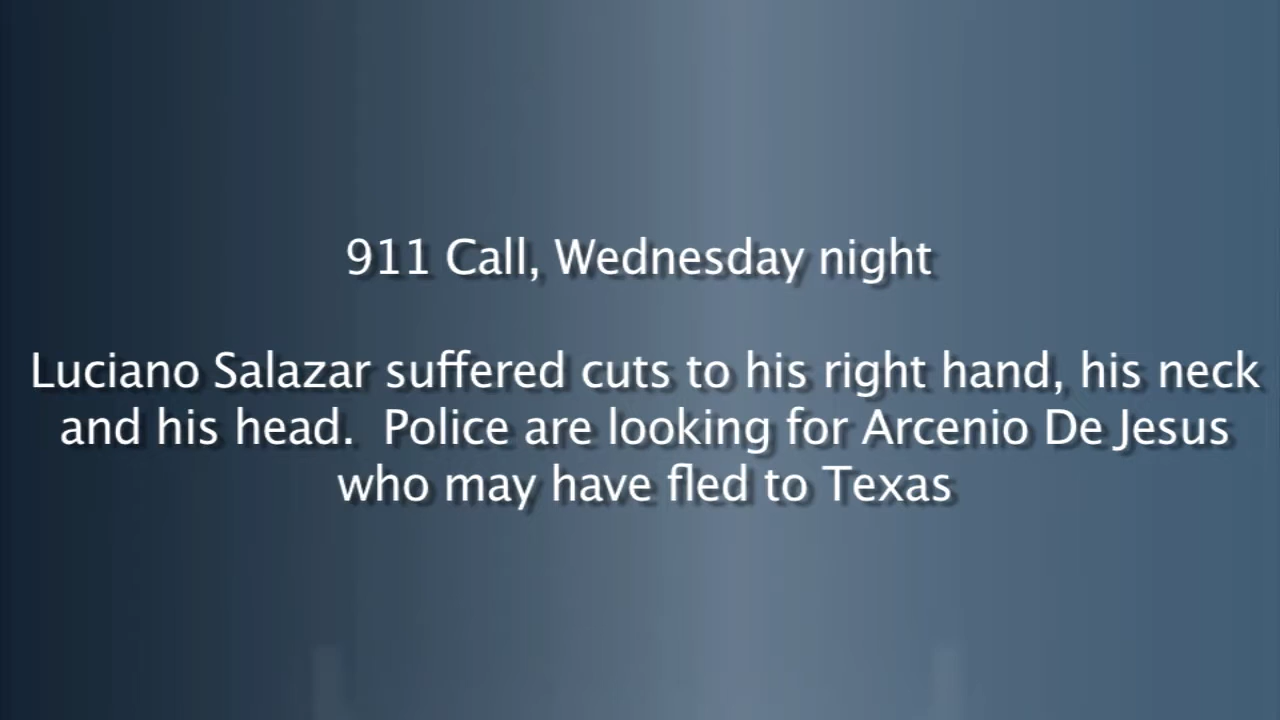 911 Call, Wednesday night
Luciano Salazar suffered cuts to his right hand, his neck
and his head.  Police are looking for Arcenio De Jesus
who may have fled to Texas